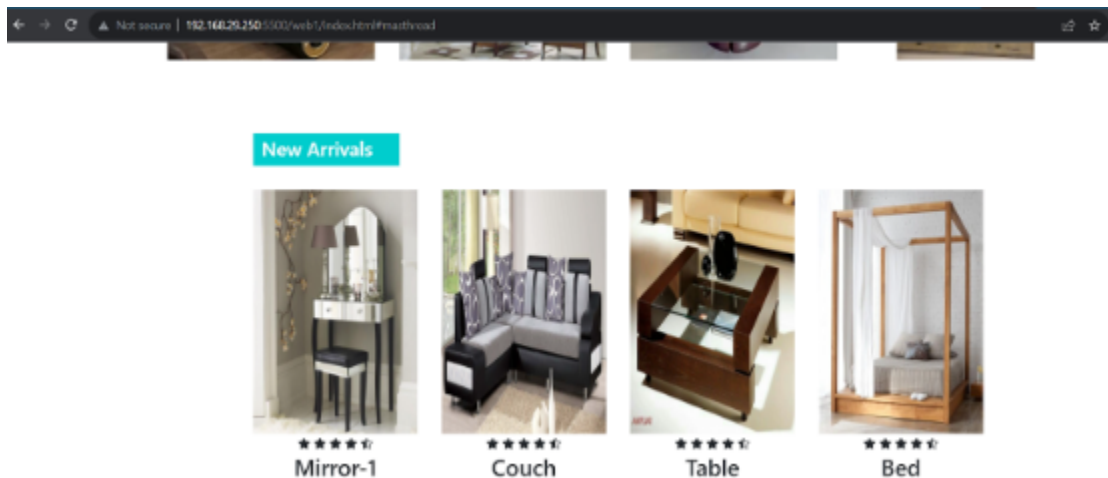 Not secure | 192.168.29.250:5500/web1/index.html#masthead
New Arrivals
Mirror-1
Couch
Table
Bed